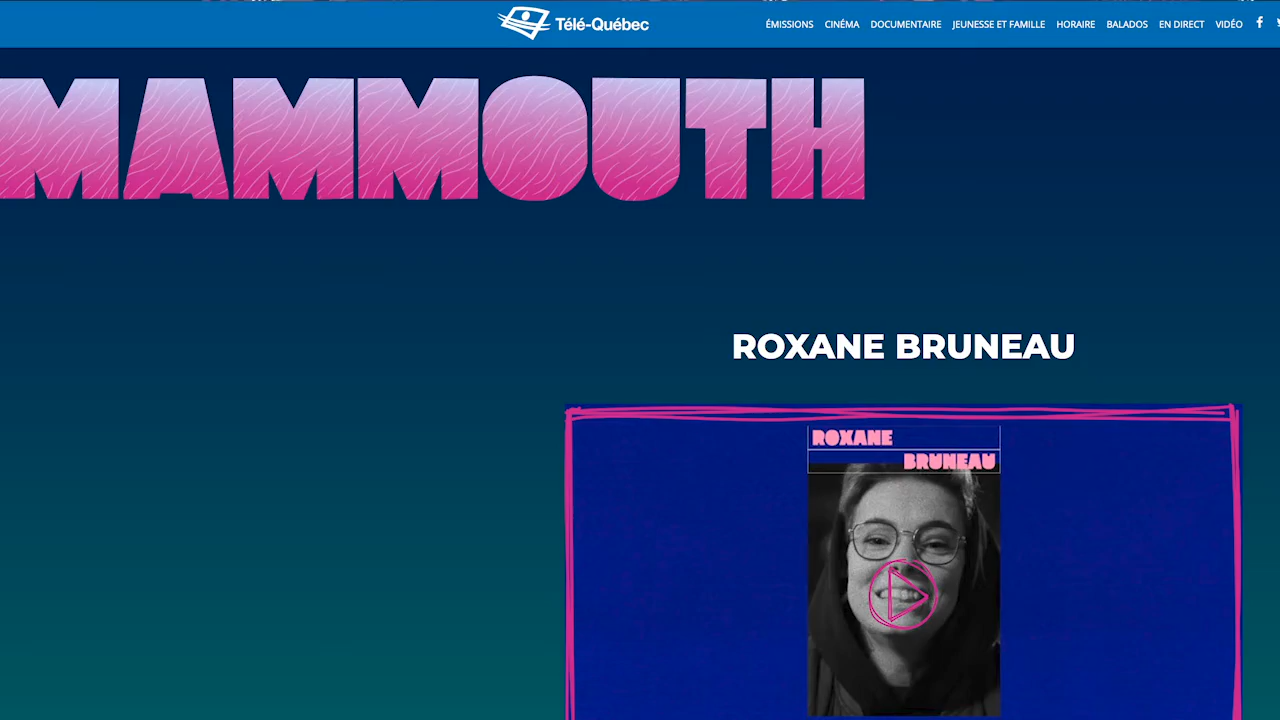 Télé-Québec
ÉMISSIONS CINÉMA DOCUMENTAIRE JEUNESSE ET FAMILLE HORAIRE BALADOS EN DIRECT VIDÉO
MAMMOUTH
ROXANE BRUNEAU
ROXANE
BRUNEAU